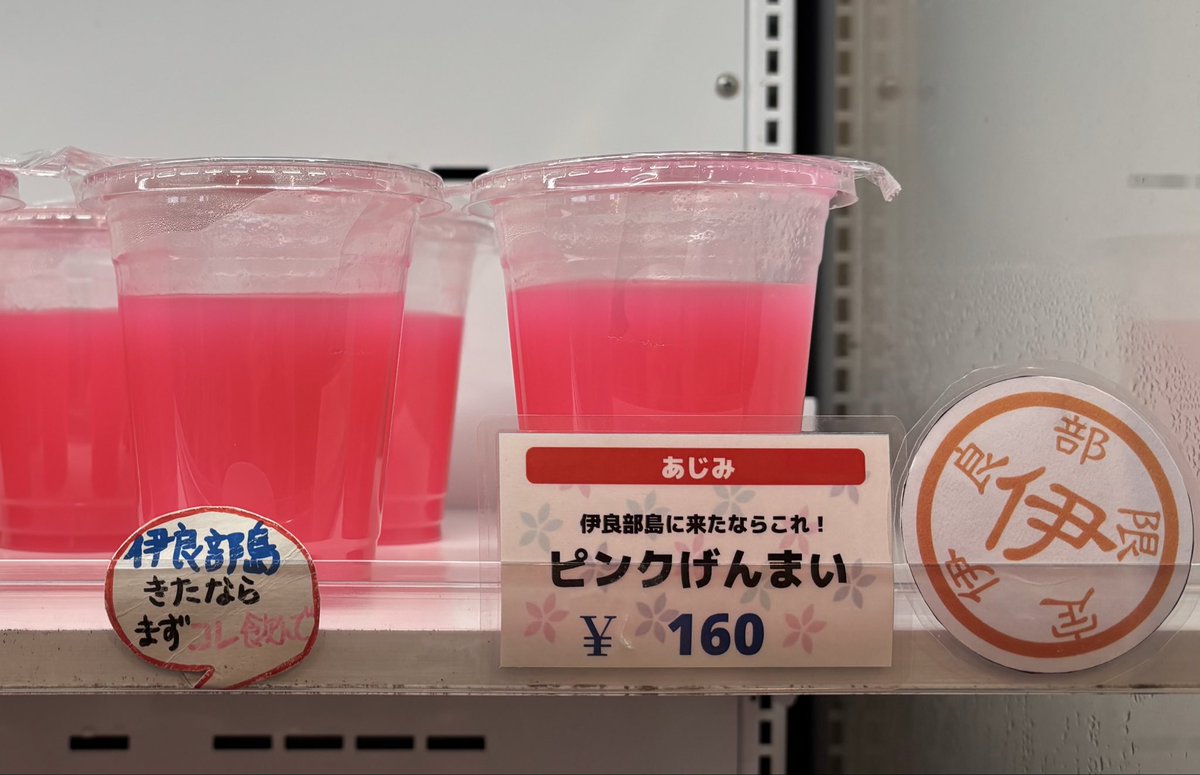 伊良部島
きたなら
まずコレ飲んで
あじみ
伊良部島に来たならこれ！
ピンクげんまい
¥ 160
伊良部限定
伊